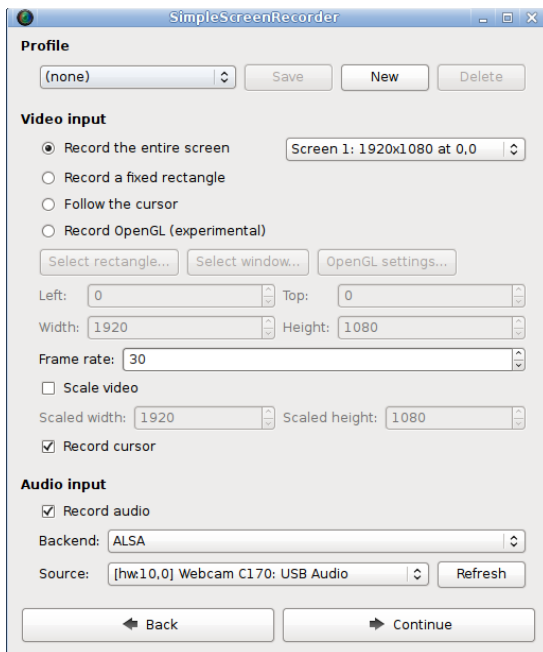 SimpleScreenRecorder
Profile
(none) Save New Delete
Video input
Record the entire screen Screen 1: 1920x1080 at 0,0
Record a fixed rectangle
Follow the cursor
Record OpenGL (experimental)
Select rectangle... Select window... OpenGL settings...
Left: 0 Top: 0
Width: 1920 Height: 1080
Frame rate: 30
Scale video
Scaled width: 1920 Scaled height: 1080
Record cursor
Audio input
Record audio
Backend: ALSA
Source: [hw:10,0] Webcam C170: USB Audio Refresh
Back Continue